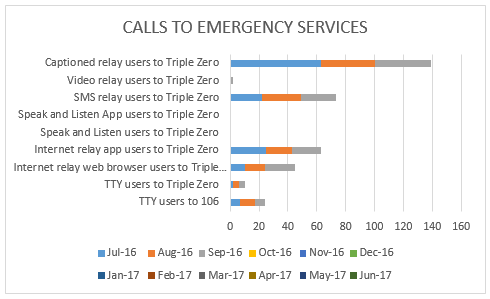 CALLS TO EMERGENCY SERVICES
Captioned relay users to Triple Zero
Video relay users to Triple Zero
SMS relay users to Triple Zero
Speak and Listen App users to Triple Zero
Speak and Listen users to Triple Zero
Internet relay app users to Triple Zero
Internet relay web browser users to Triple...
TTY users to Triple Zero
TTY users to 106
0 20 40 60 80 100 120 140 160
Jul-16 Aug-16 Sep-16 Oct-16 Nov-16 Dec-16
Jan-17 Feb-17 Mar-17 Apr-17 May-17 Jun-17